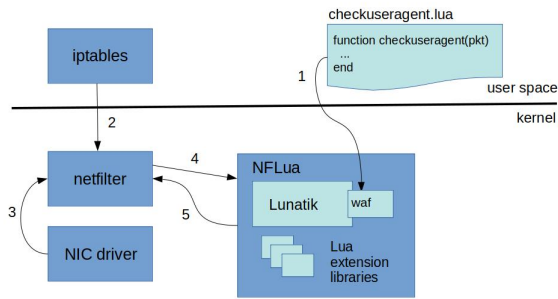 checkuseragent.lua
function checkuseragent(pkt)
...
end
user space
iptables
1
2
kernel
netfilter
4
NFLua
Lunatik
waf
3
5
NIC driver
Lua
extension
libraries